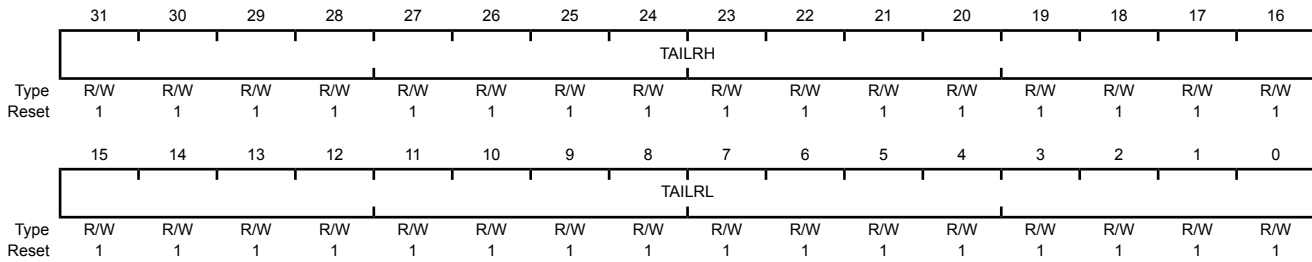 31 30 29 28 27 26 25 24 23 22 21 20 19 18 17 16
TAILRH
Type R/W R/W R/W R/W R/W R/W R/W R/W R/W R/W R/W R/W R/W R/W R/W R/W
Reset 1 1 1 1 1 1 1 1 1 1 1 1 1 1 1 1
15 14 13 12 11 10 9 8 7 6 5 4 3 2 1 0
TAILRL
Type R/W R/W R/W R/W R/W R/W R/W R/W R/W R/W R/W R/W R/W R/W R/W R/W
Reset 1 1 1 1 1 1 1 1 1 1 1 1 1 1 1 1